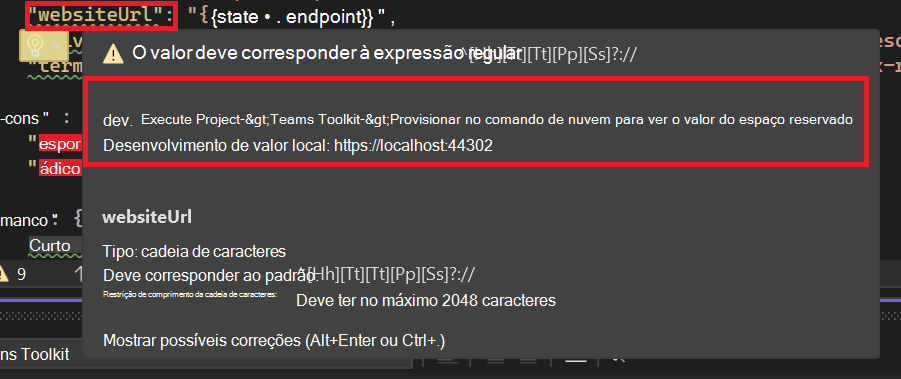 "websiteUrl": "{{state • . endpoint}} " ,
O valor deve corresponder à expressão regular ^[Hh][Tt][Tt][Pp][Ss]?://
dev. Execute Project-&gt;Teams Toolkit-&gt;Provisionar no comando de nuvem para ver o valor do espaço reservado
"term
-cons " :
Desenvolvimento de valor local: https://localhost:44302
"espor
"ádico
websiteUrl
manco ": {
Curto
Tipo: cadeia de caracteres
9
Deve corresponder ao padrão: ^[Hh][Tt][Tt][Pp][Ss]?://
Restrição de comprimento da cadeia de caracteres: Deve ter no máximo 2048 caracteres
Mostrar possíveis correções (Alt+Enter ou Ctrl+.)
ns Toolkit